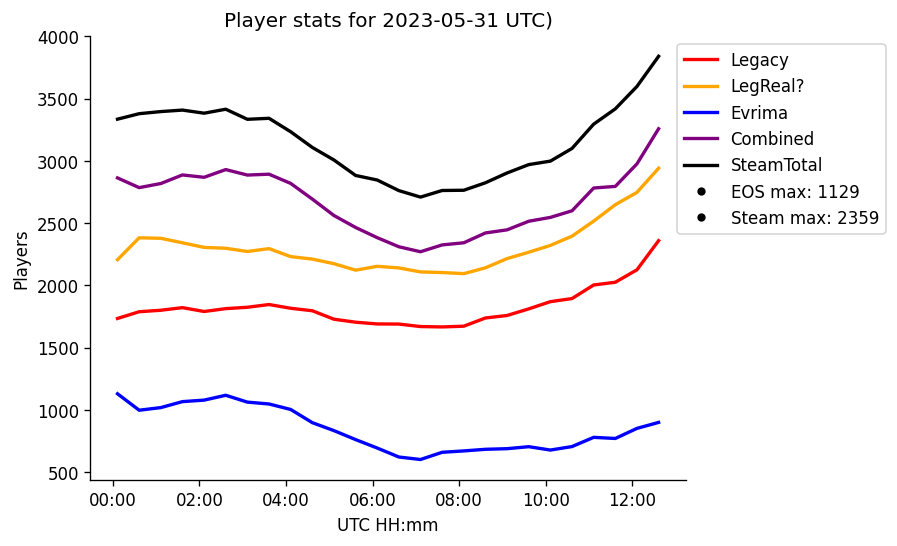 Player stats for 2023-05-31 UTC)
4000
3500
3000
2500
2000
1500
1000
500
Players
00:00 02:00 04:00 06:00 08:00 10:00 12:00
UTC HH:mm
Legacy
LegReal?
Evrima
Combined
SteamTotal
EOS max: 1129
Steam max: 2359